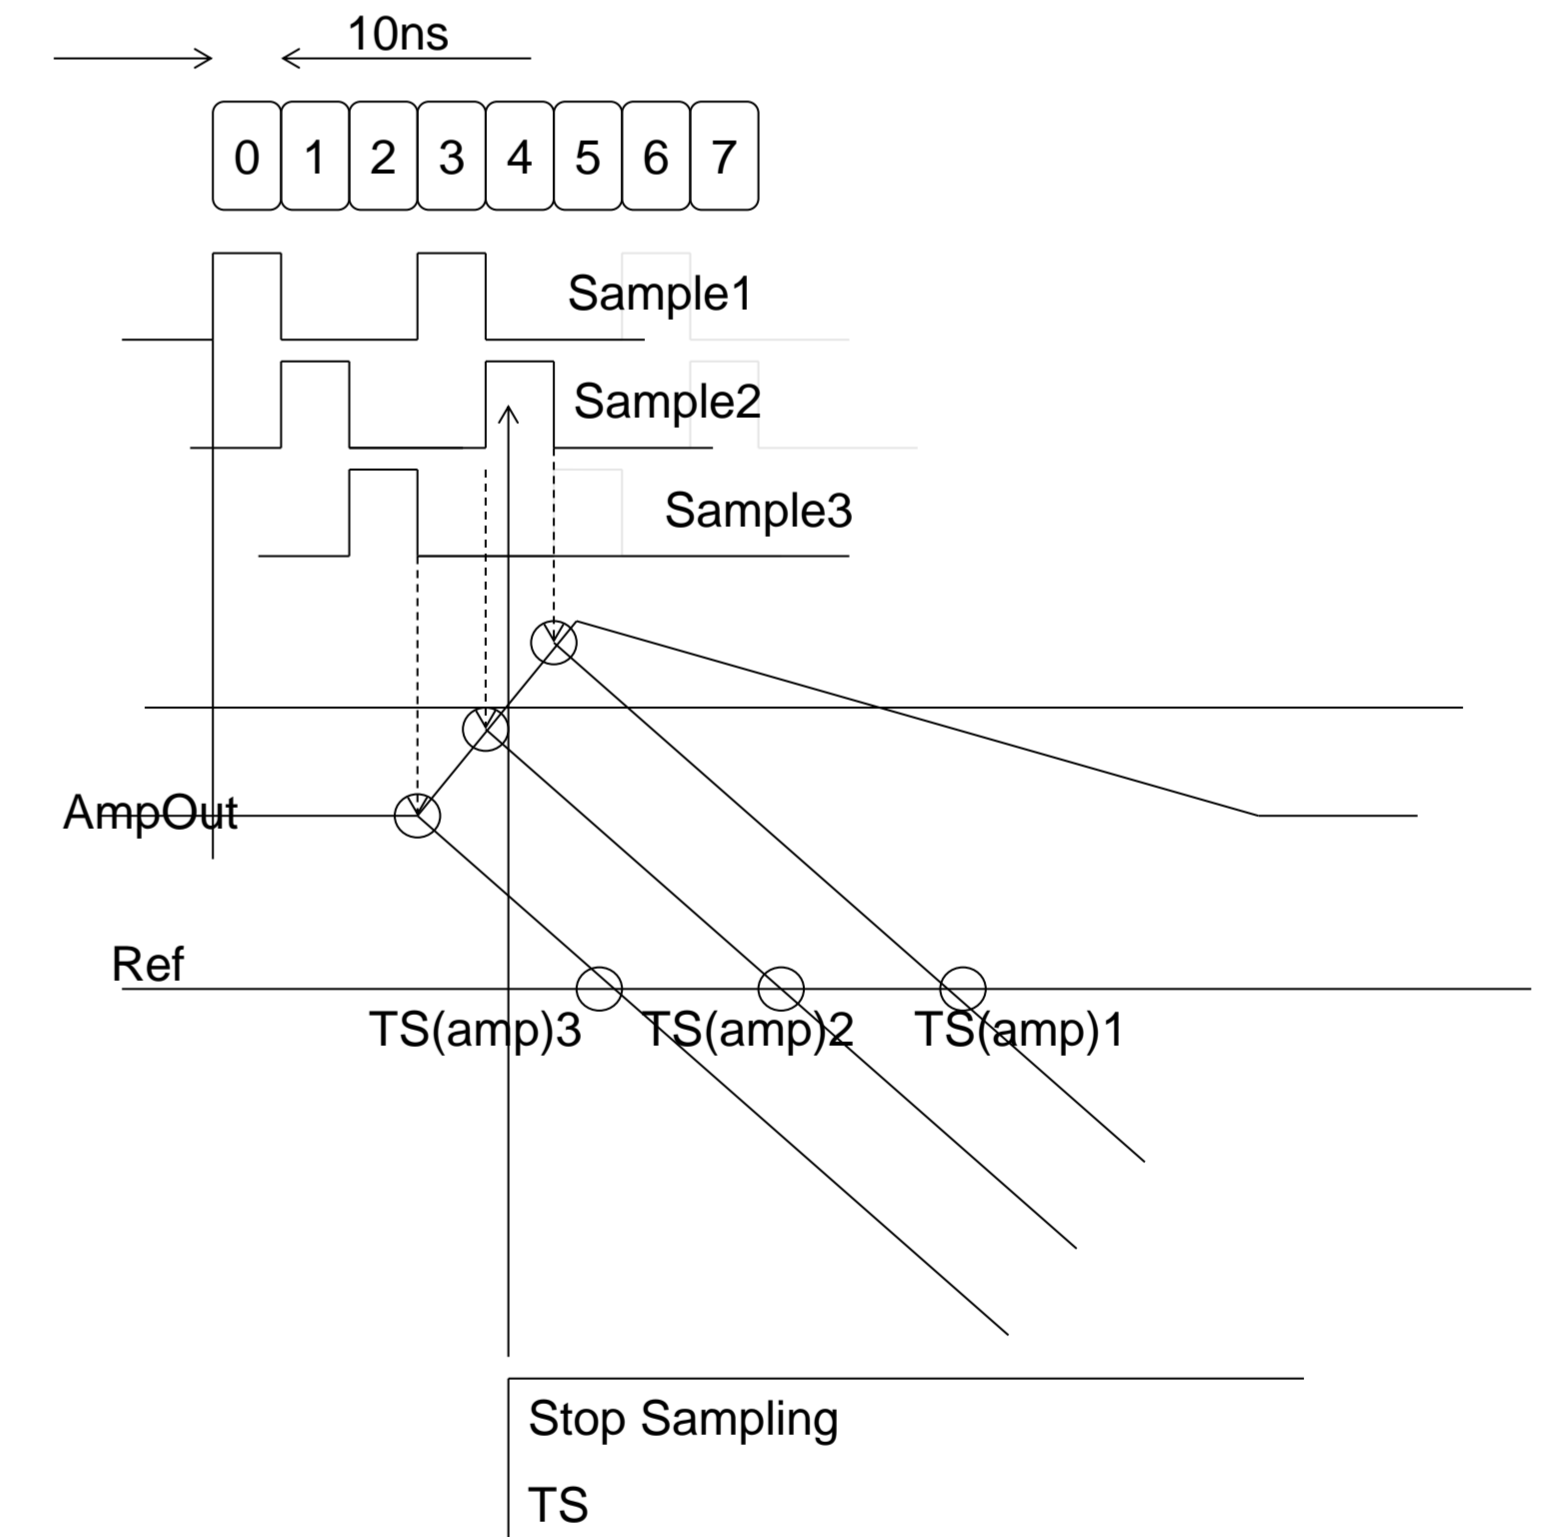 10ns
0 1 2 3 4 5 6 7
Sample1
Sample2
Sample3
AmpOut
Ref
TS(amp)3 TS(amp)2 TS(amp)1
Stop Sampling
TS